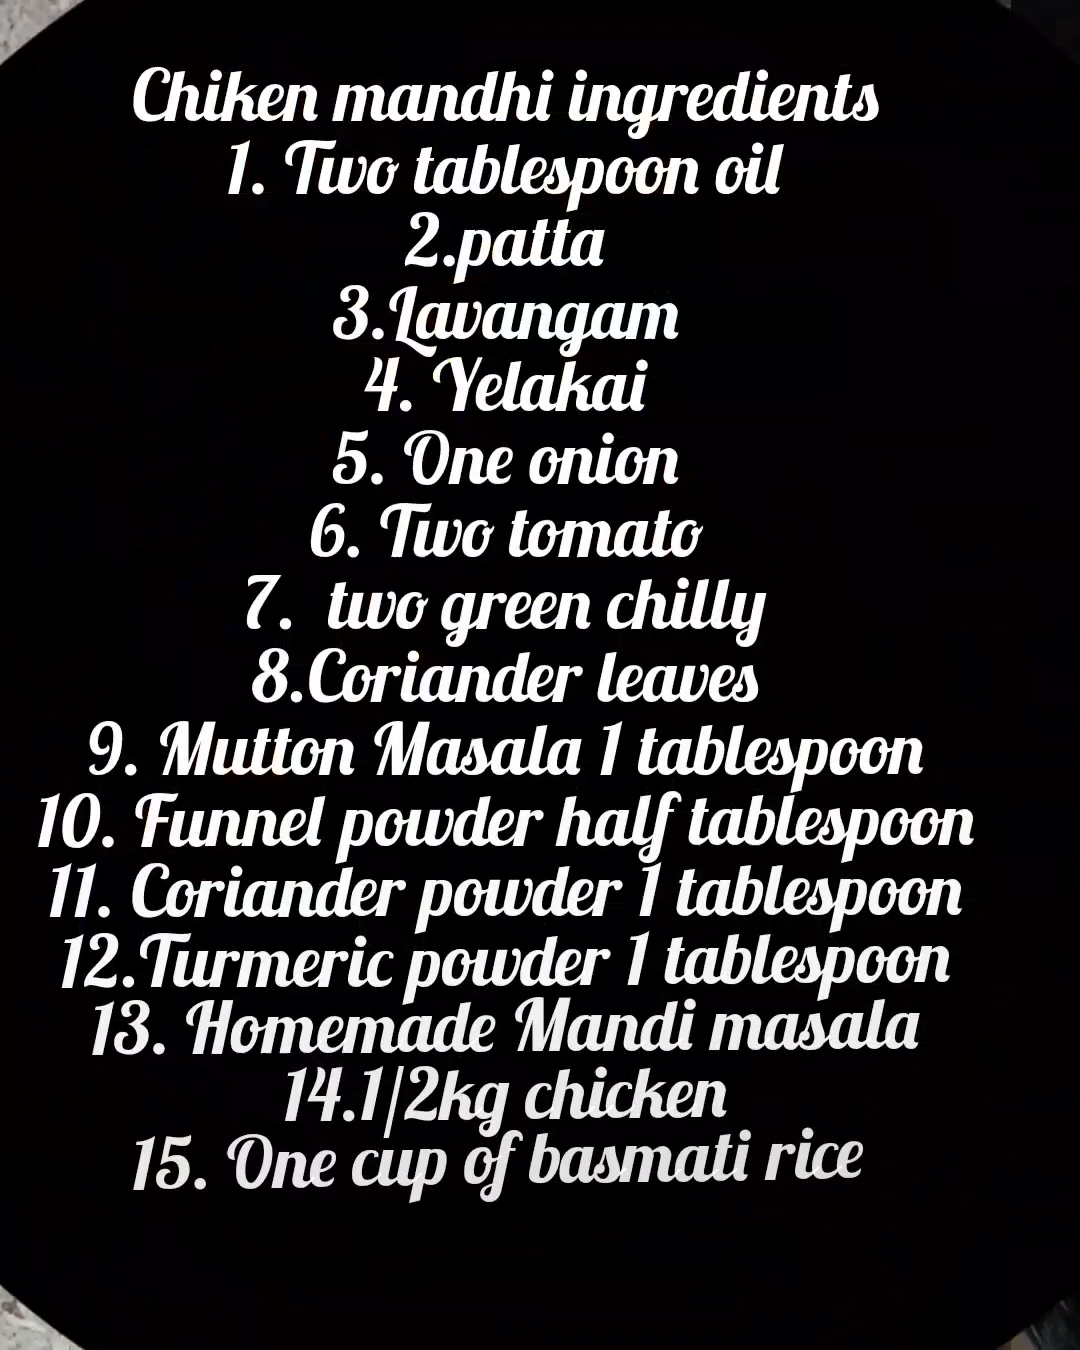 Chiken mandhi ingredients
1. Two tablespoon oil
2.patta
3.Lavangam
4. Yelakai
5. One onion
6. Two tomato
7.  two green chilly
8.Coriander leaves
9. Mutton Masala 1 tablespoon
10. Funnel powder half tablespoon
11. Coriander powder 1 tablespoon
12.Turmeric powder 1 tablespoon
13. Homemade Mandi masala
14.1/2kg chicken
15. One cup of basmati rice